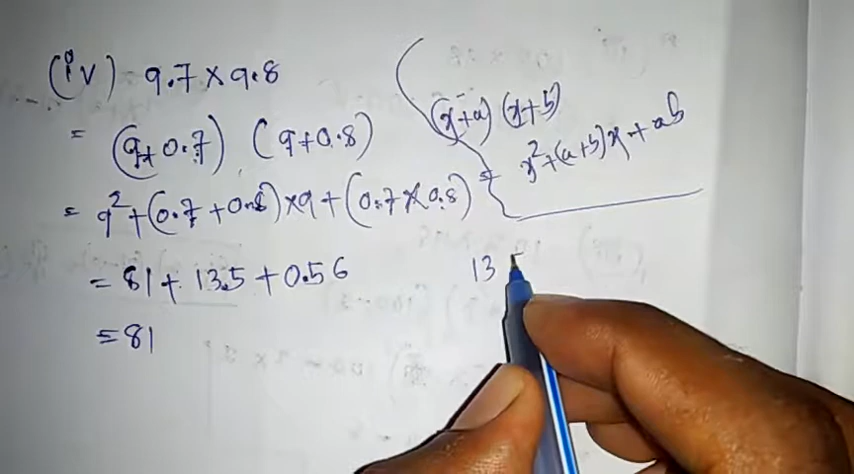 (iv) 9.7×9.8
= (9+0.7) (9+0.8)
= 9²+(0.7+0.8)×9+(0.7×0.8)
= 81+13.5+0.56
= 81
(x+a) (x+b)
= x²+(a+b)x+ab
13